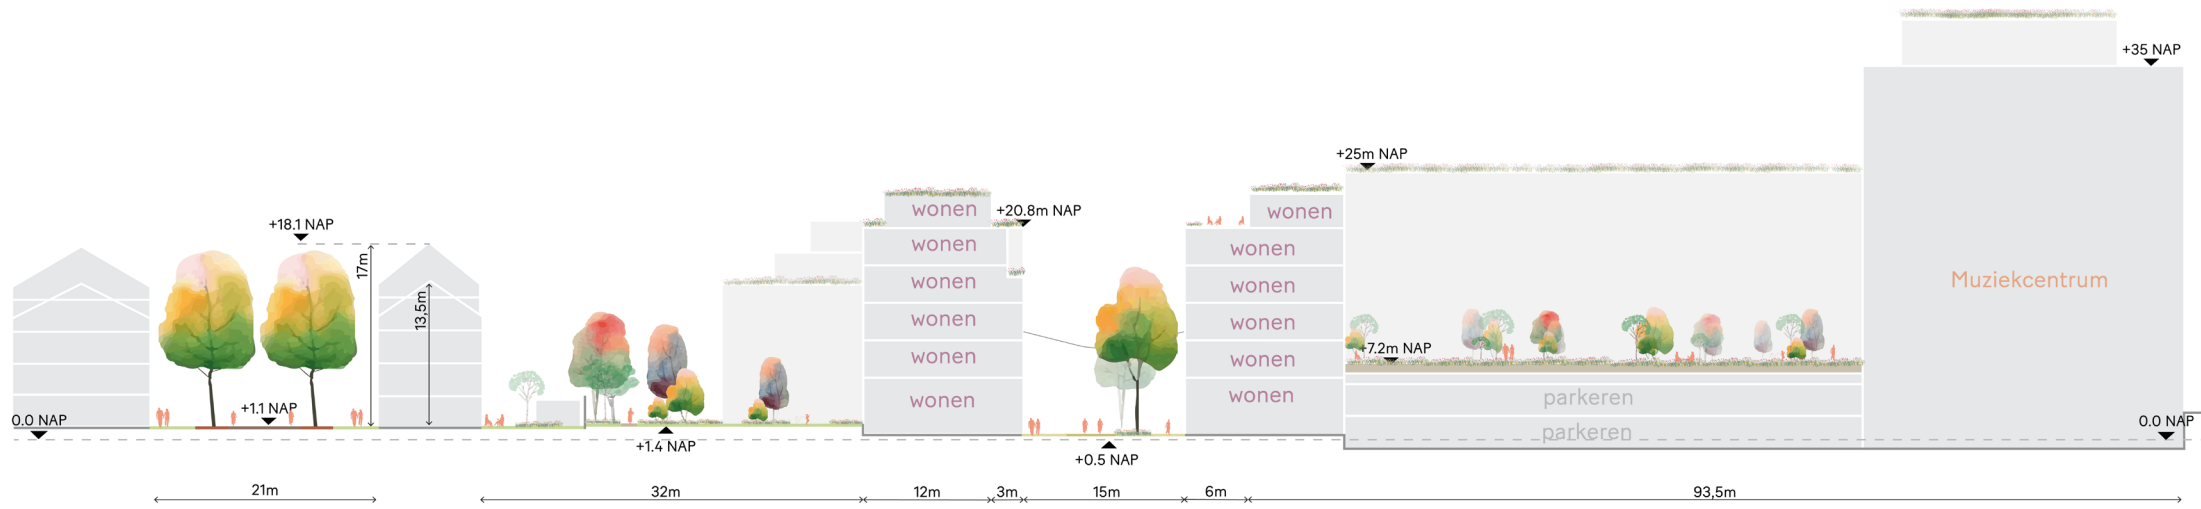 +35 NAP
+25m NAP
wonen
+20.8m NAP
wonen
+18.1 NAP
wonen
wonen
17m
13,5m
wonen
wonen
Muziekcentrum
wonen
wonen
+7.2m NAP
wonen
wonen
wonen
wonen
parkeren
+1.1 NAP
0.0 NAP
parkeren
0.0 NAP
+1.4 NAP
+0.5 NAP
21m
32m
12m
3m
15m
6m
93,5m